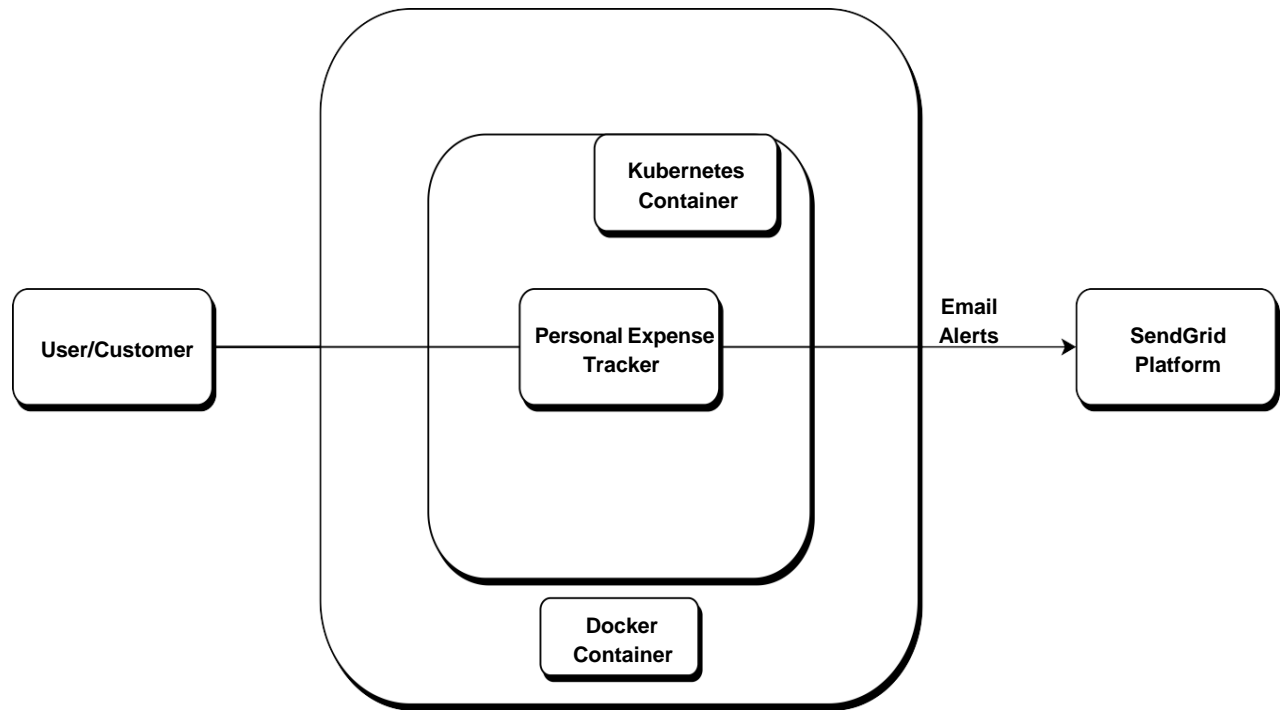 Kubernetes
Container
User/Customer
Personal Expense
Tracker
Email
Alerts
SendGrid
Platform
Docker
Container